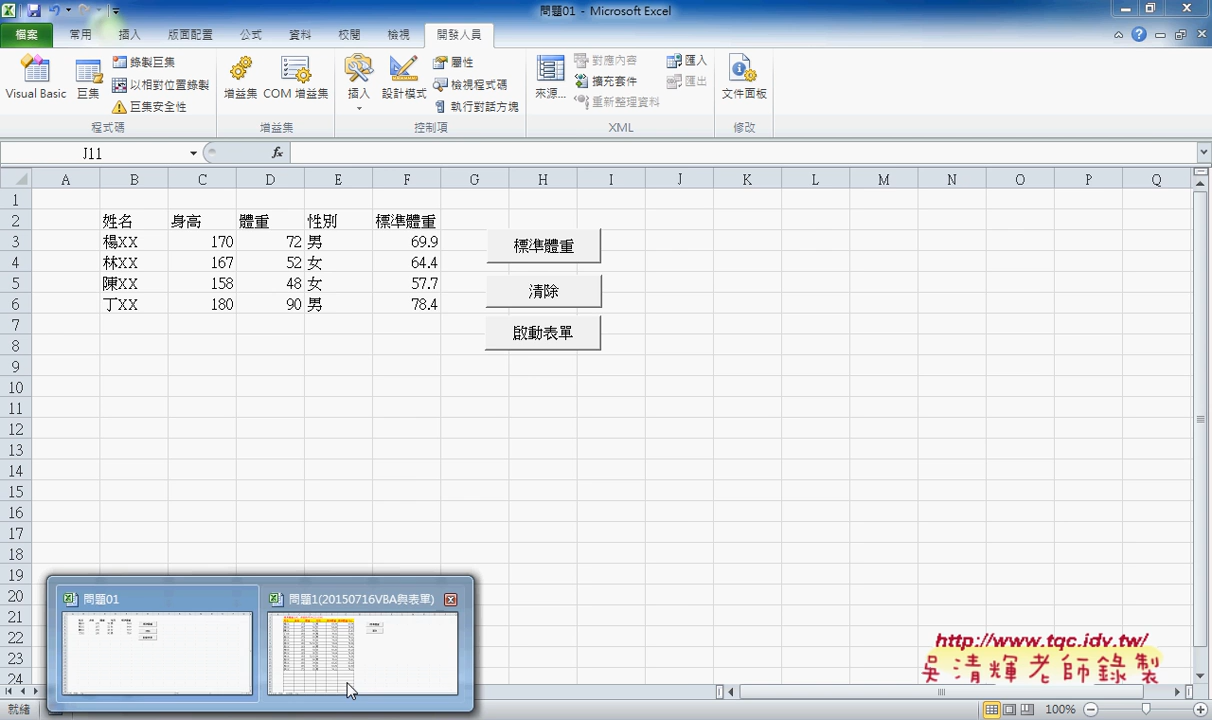 問題01 - Microsoft Excel
檔案 常用 插入 版面配置 公式 資料 校閱 檢視 開發人員
Visual Basic 巨集 錄製巨集 以相對位置錄製 巨集安全性 程式碼
增益集 COM 增益集 增益集
插入 設計模式 屬性 檢視程式碼 執行對話方塊 控制項
來源... 對應內容 擴充套件 重新整理資料 匯入 匯出 XML
文件面板 修改
J11 fx
A B C D E F G H I J K L M N O P Q
1
2 姓名 身高 體重 性別 標準體重
3 楊XX 170 72 男 69.9 標準體重
4 林XX 167 52 女 64.4
5 陳XX 158 48 女 57.7 清除
6 丁XX 180 90 男 78.4
7 啟動表單
8
9
10
11
12
13
14
15
16
17
18
19
20
21
22
23
24
問題01 問題1(20150716VBA與表單)
http://www.tqc.idv.tw/
吳清輝老師錄製
就緒 100%